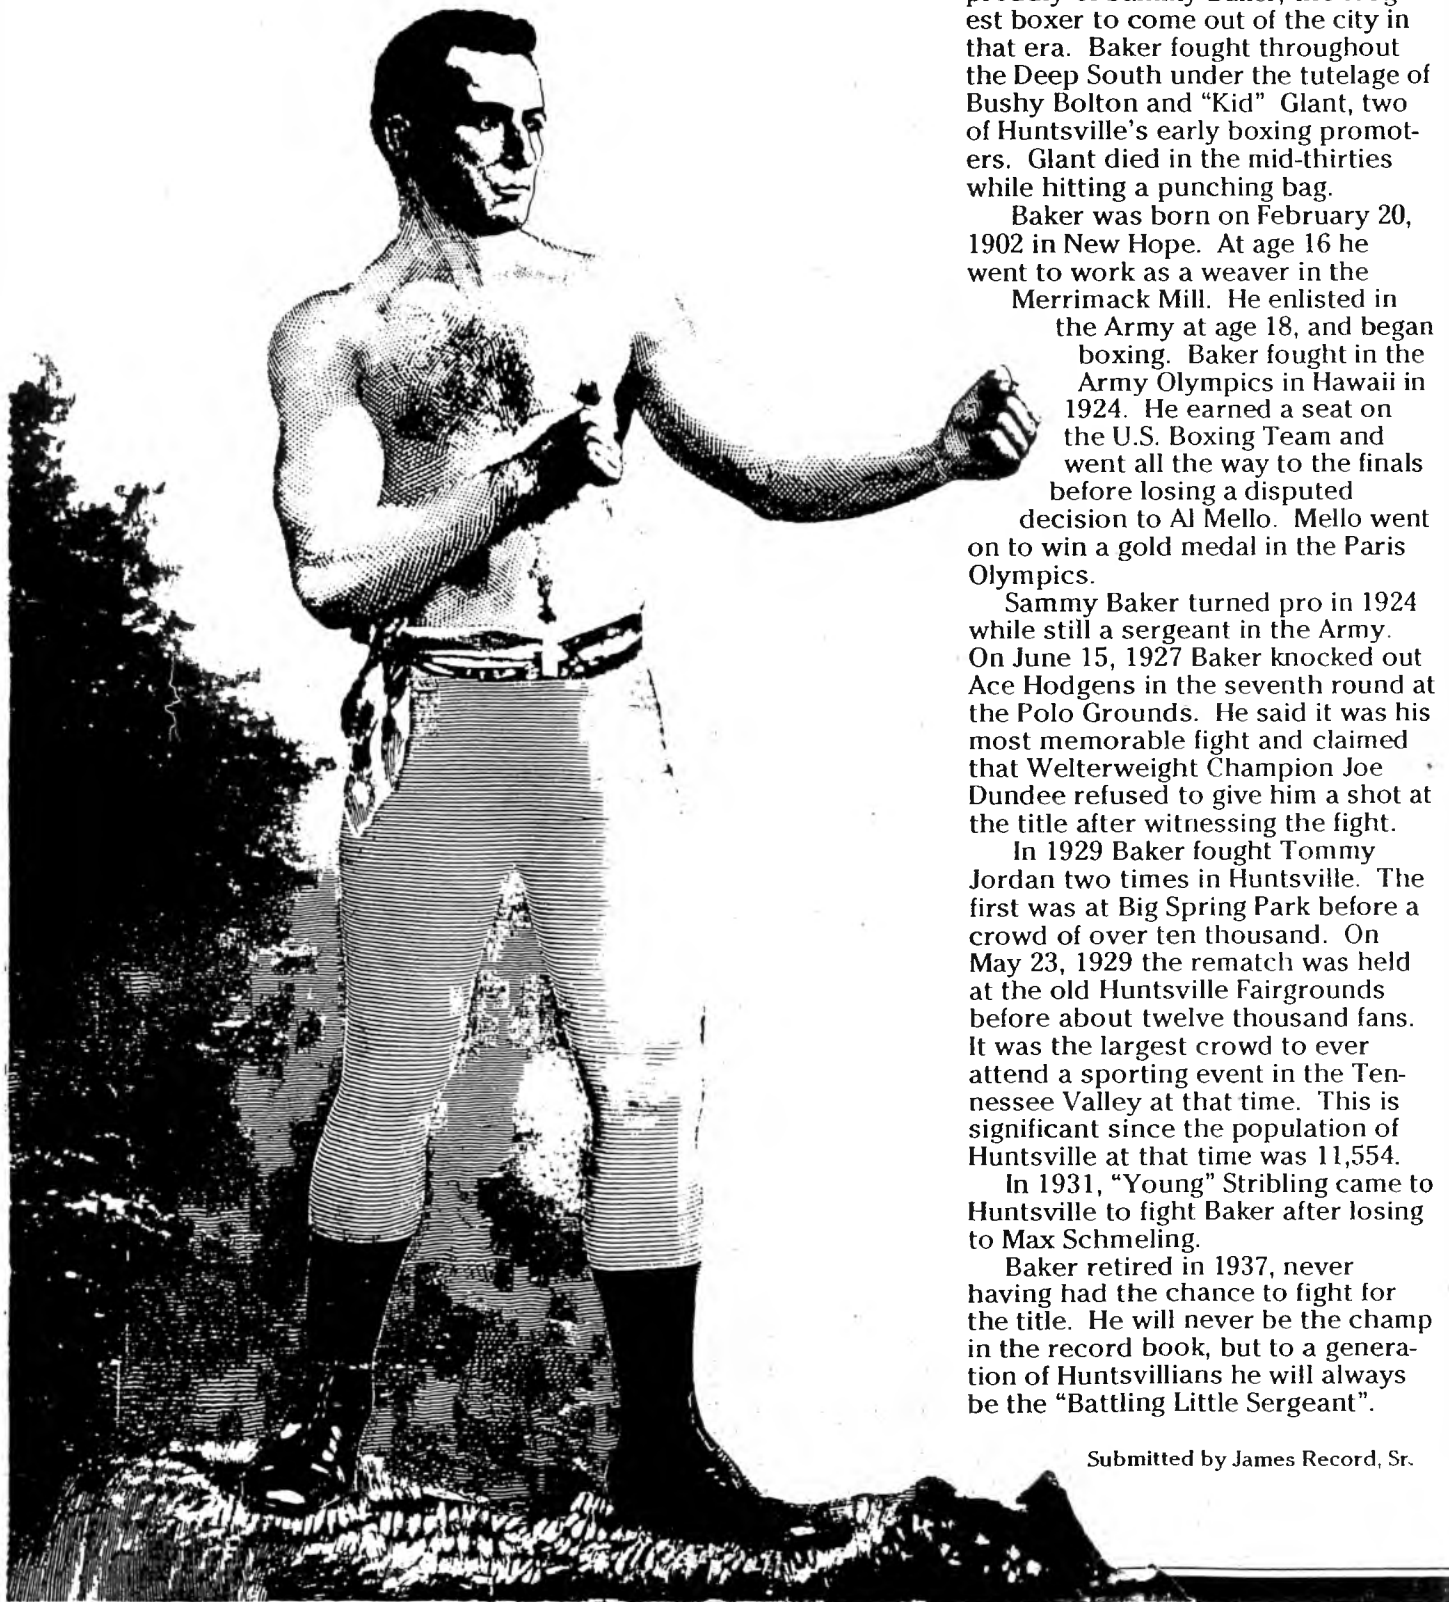 est boxer to come out of the city in
that era. Baker fought throughout
the Deep South under the tutelage of
Bushy Bolton and “Kid” Glant, two
of Huntsville’s early boxing promot-
ers. Glant died in the mid-thirties
while hitting a punching bag.
Baker was born on February 20,
1902 in New Hope. At age 16 he
went to work as a weaver in the
Merrimack Mill. He enlisted in
the Army at age 18, and began
boxing. Baker fought in the
Army Olympics in Hawaii in
1924. He earned a seat on
the U.S. Boxing Team and
went all the way to the finals
before losing a disputed
decision to Al Mello. Mello went
on to win a gold medal in the Paris
Olympics.
Sammy Baker turned pro in 1924
while still a sergeant in the Army.
On June 15, 1927 Baker knocked out
Ace Hodgens in the seventh round at
the Polo Grounds. He said it was his
most memorable fight and claimed
that Welterweight Champion Joe
Dundee refused to give him a shot at
the title after witnessing the fight.
In 1929 Baker fought Tommy
Jordan two times in Huntsville. The
first was at Big Spring Park before a
crowd of over ten thousand. On
May 23, 1929 the rematch was held
at the old Huntsville Fairgrounds
before about twelve thousand fans.
It was the largest crowd to ever
attend a sporting event in the Ten-
nessee Valley at that time. This is
significant since the population of
Huntsville at that time was 11,554.
In 1931, “Young” Stribling came to
Huntsville to fight Baker after losing
to Max Schmeling.
Baker retired in 1937, never
having had the chance to fight for
the title. He will never be the champ
in the record book, but to a genera-
tion of Huntsvillians he will always
be the “Battling Little Sergeant”.
Submitted by James Record, Sr.